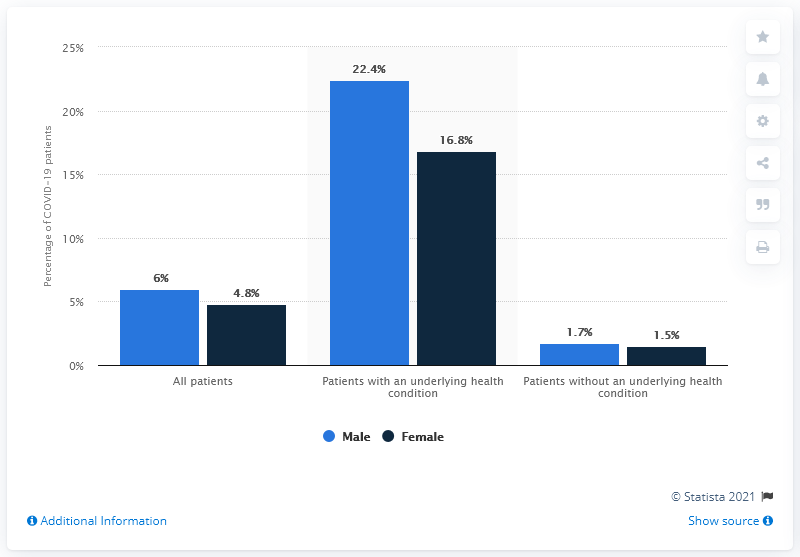 25%
20%
15%
10%
5%
0%
Percentage of COVID-19 patients
6%
4.8%
22.4%
16.8%
1.7%
1.5%
All patients
Patients with an underlying health
condition
Patients without an underlying health
condition
Male
Female
© Statista 2021
Additional Information
Show source